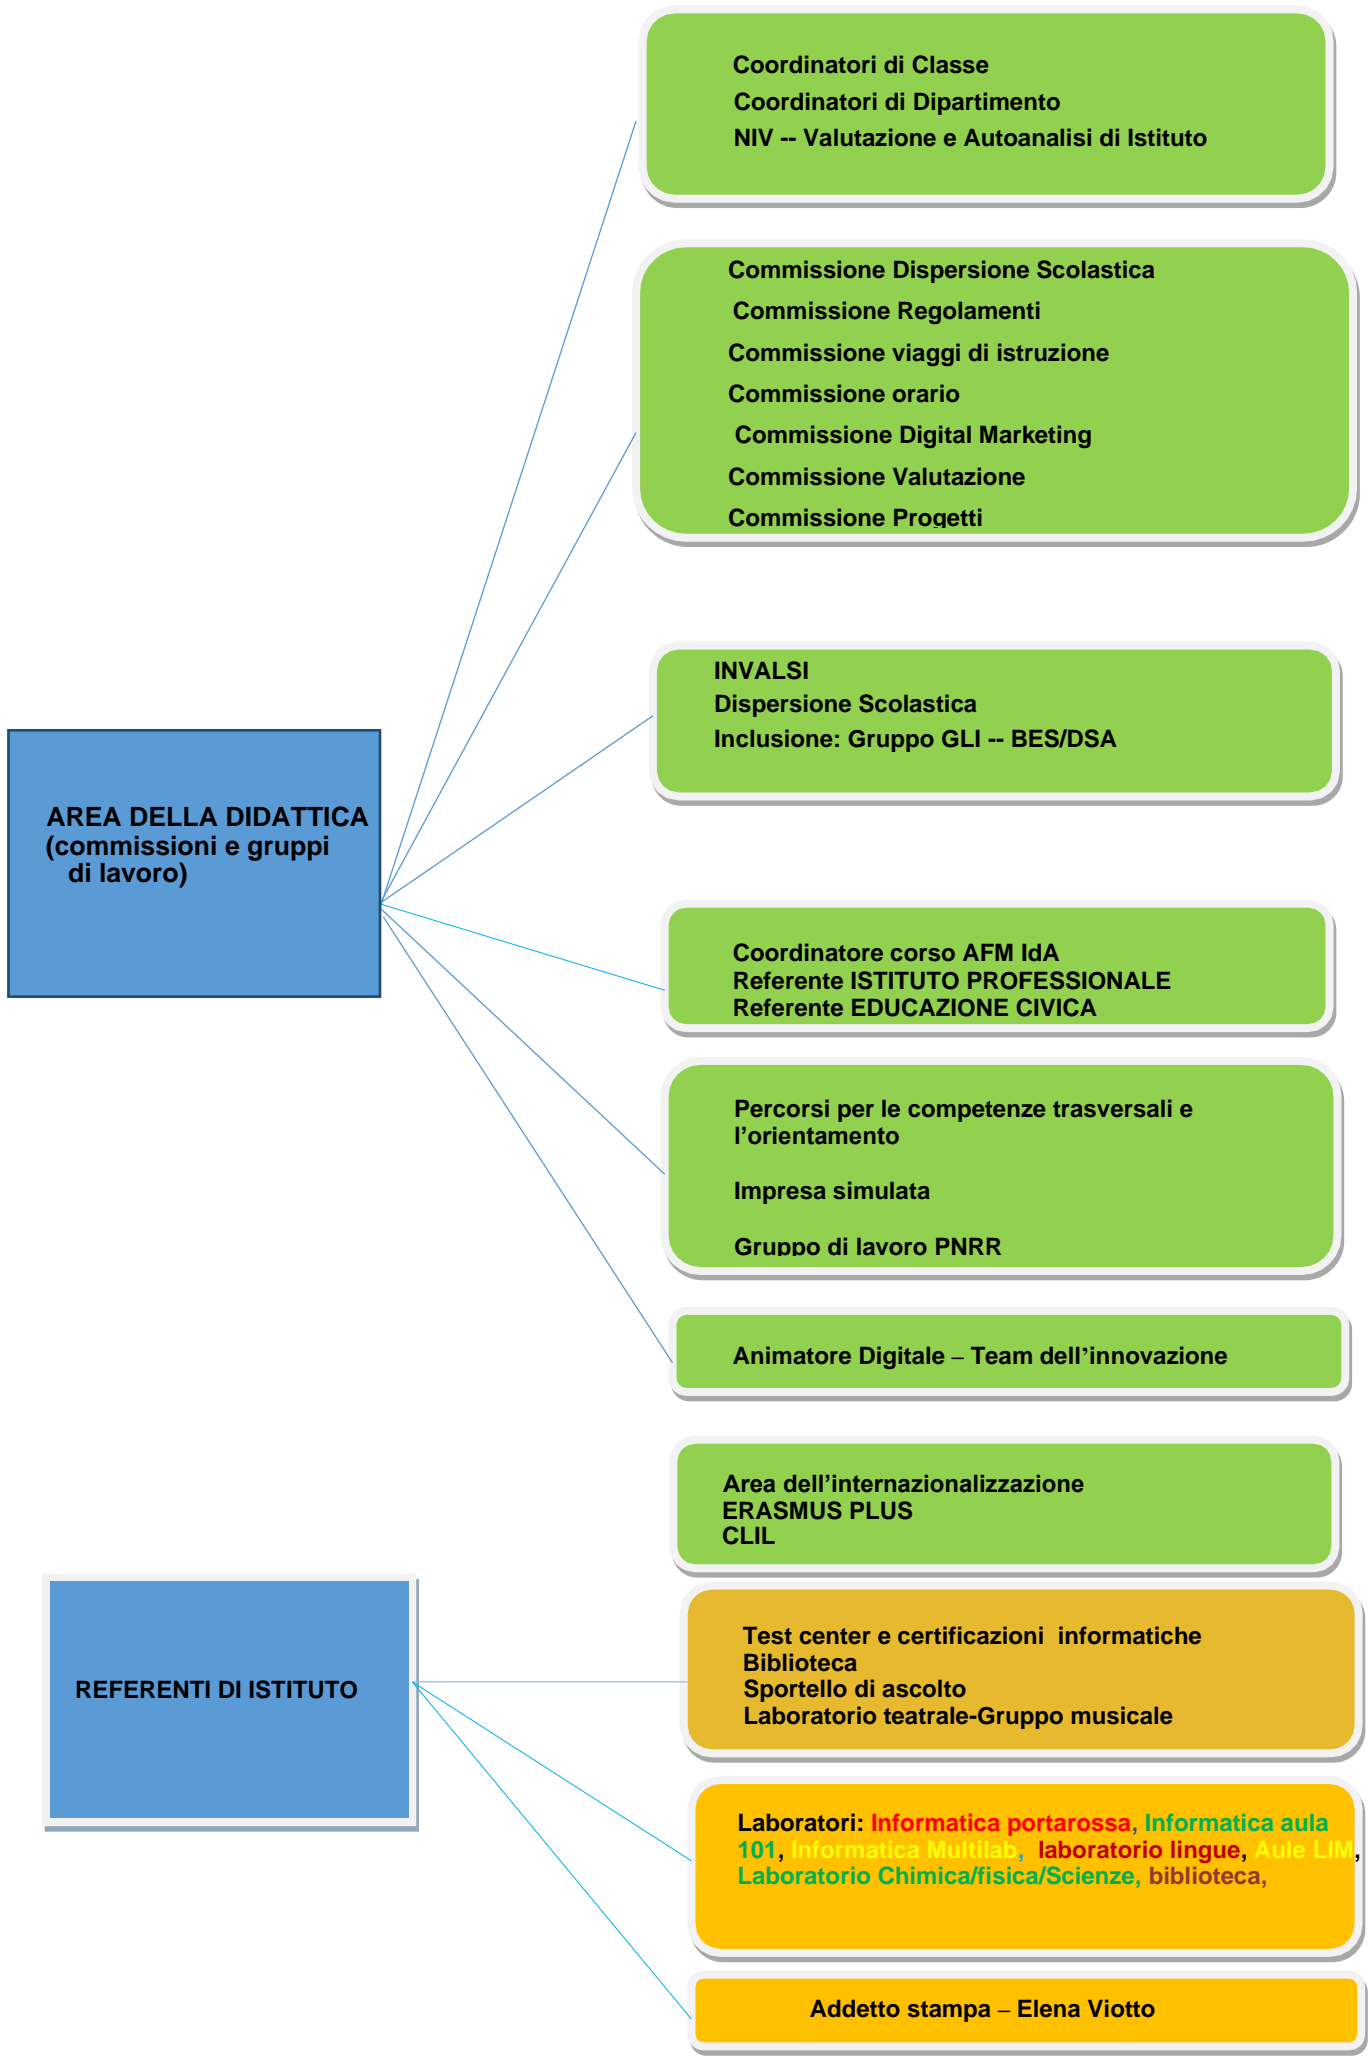 Coordinatori di Classe
Coordinatori di Dipartimento
NIV -- Valutazione e Autoanalisi di Istituto
Commissione Dispersione Scolastica
Commissione Regolamenti
Commissione viaggi di istruzione
Commissione orario
Commissione Digital Marketing
Commissione Valutazione
Commissione Progetti
INVALSI
Dispersione Scolastica
Inclusione: Gruppo GLI -- BES/DSA
AREA DELLA DIDATTICA
(commissioni e gruppi
di lavoro)
Coordinatore corso AFM IdA
Referente ISTITUTO PROFESSIONALE
Referente EDUCAZIONE CIVICA
Percorsi per le competenze trasversali e
l’orientamento
Impresa simulata
Gruppo di lavoro PNRR
Animatore Digitale – Team dell’innovazione
Area dell’internazionalizzazione
ERASMUS PLUS
CLIL
REFERENTI DI ISTITUTO
Test center e certificazioni informatiche
Biblioteca
Sportello di ascolto
Laboratorio teatrale-Gruppo musicale
Laboratori: Informatica portarossa, Informatica aula
101, Informatica Multilab, laboratorio lingue, Aule LIM,
Laboratorio Chimica/fisica/Scienze, biblioteca,
Addetto stampa – Elena Viotto